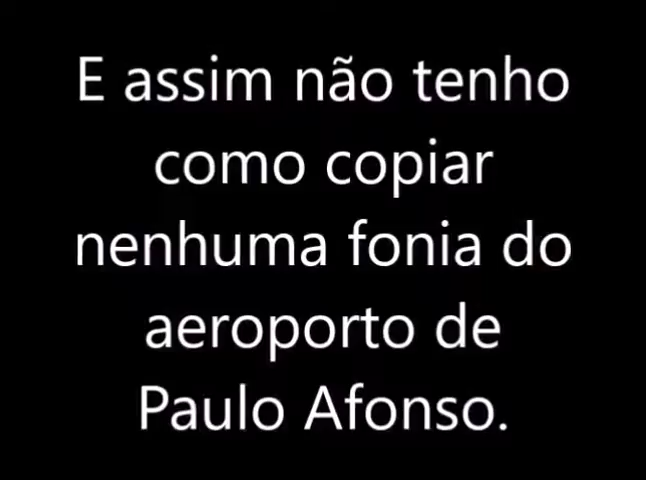 E assim não tenho
como copiar
nenhuma fonia do
aeroporto de
Paulo Afonso.